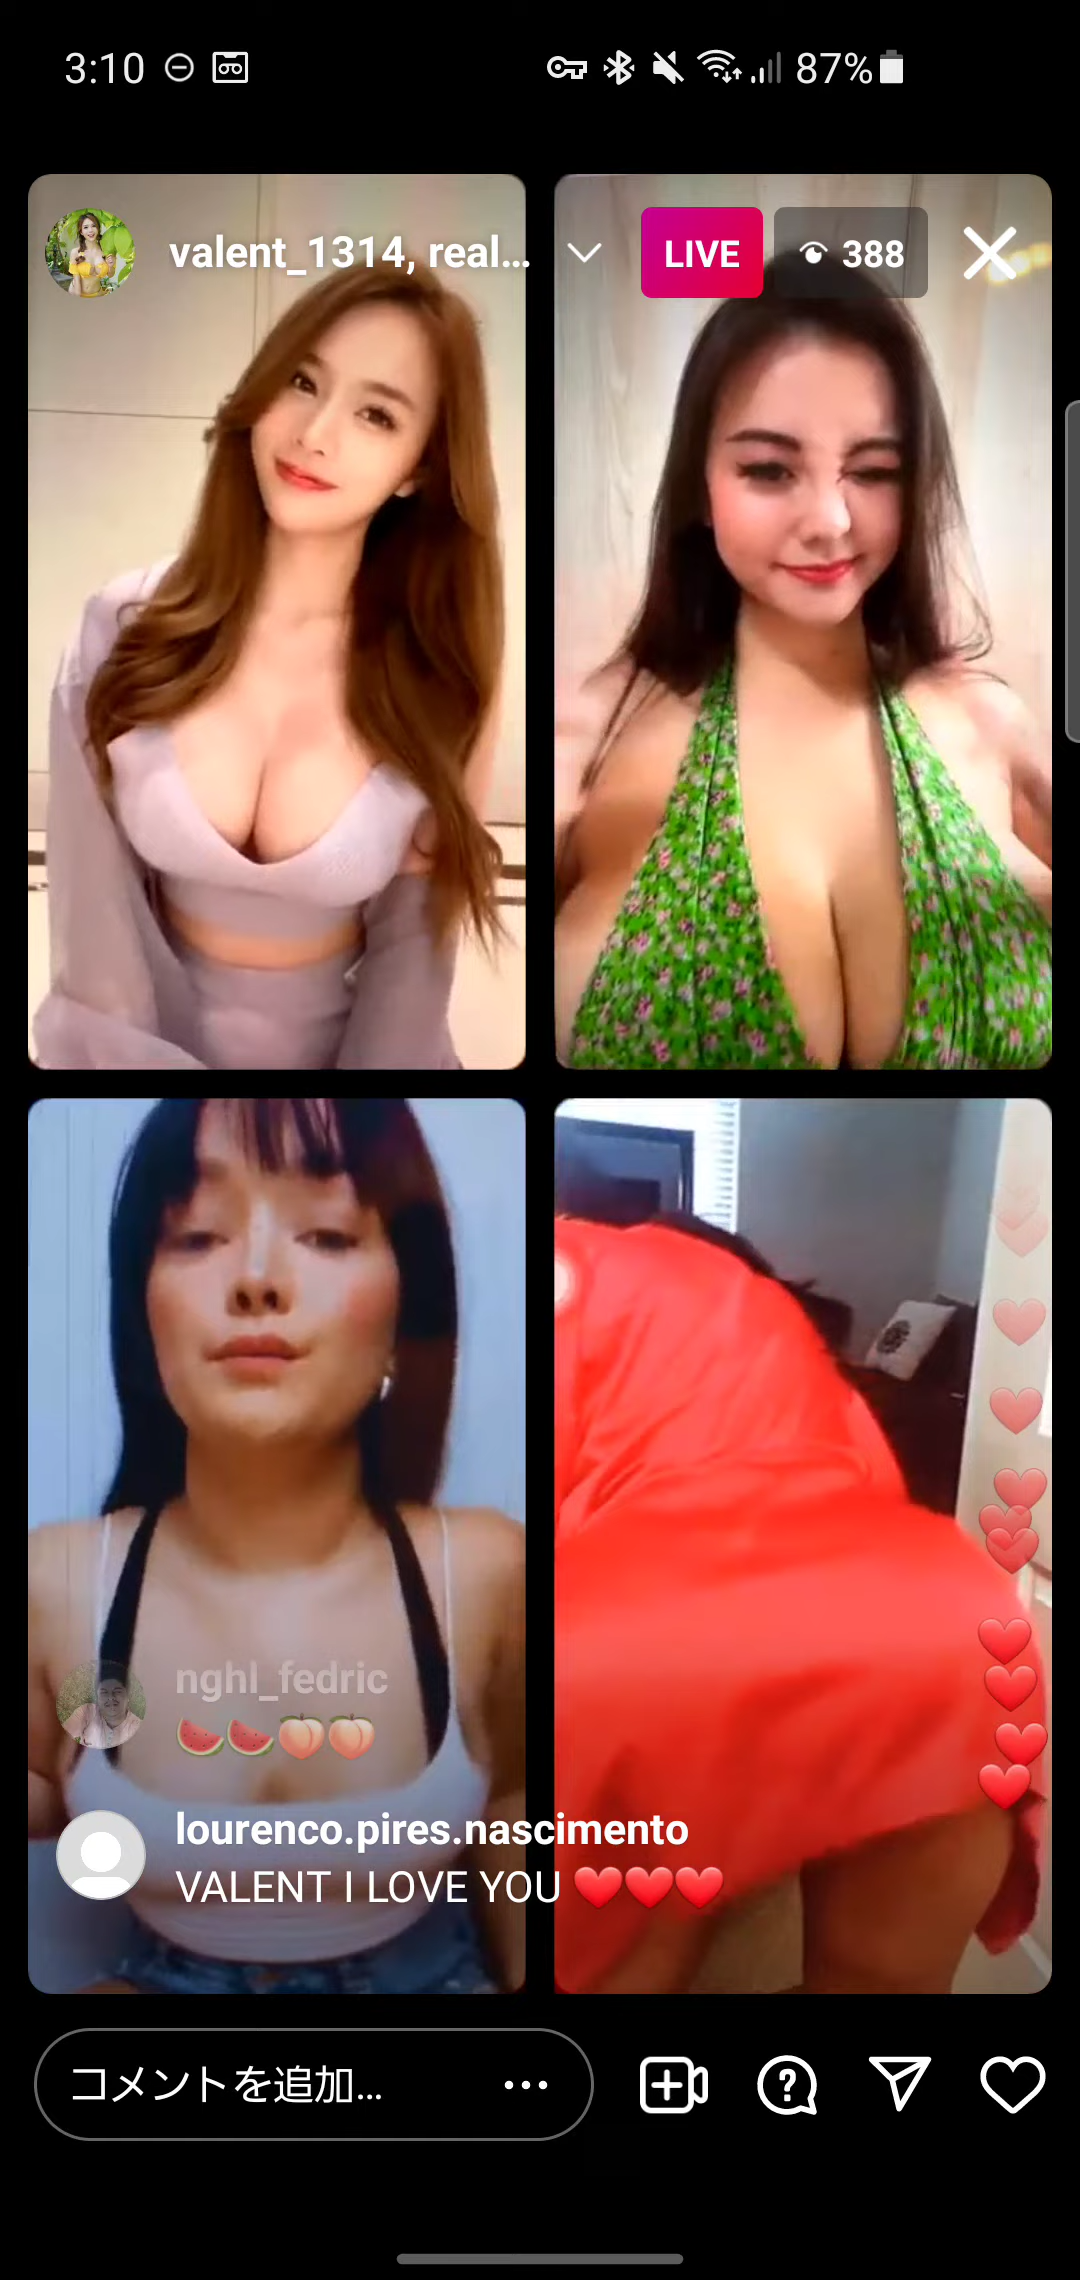 3:10
87%
valent_1314, real...
LIVE
388
nghl_fedric
🍉🍉🍑🍑
lourenco.pires.nascimento
VALENT I LOVE YOU ❤️❤️❤️
コメントを追加...